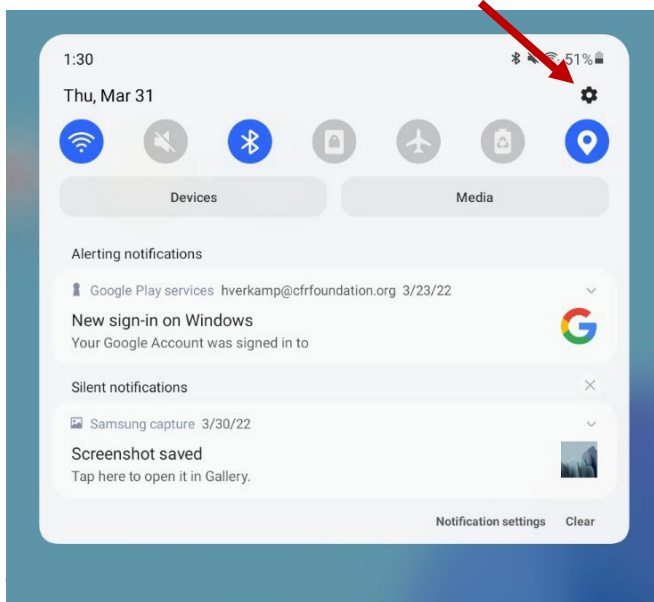 1:30 51%
Thu, Mar 31
Devices Media
Alerting notifications
Google Play services hverkamp@cfrfoundation.org 3/23/22
New sign-in on Windows
Your Google Account was signed in to
Silent notifications
Samsung capture 3/30/22
Screenshot saved
Tap here to open it in Gallery.
Notification settings Clear